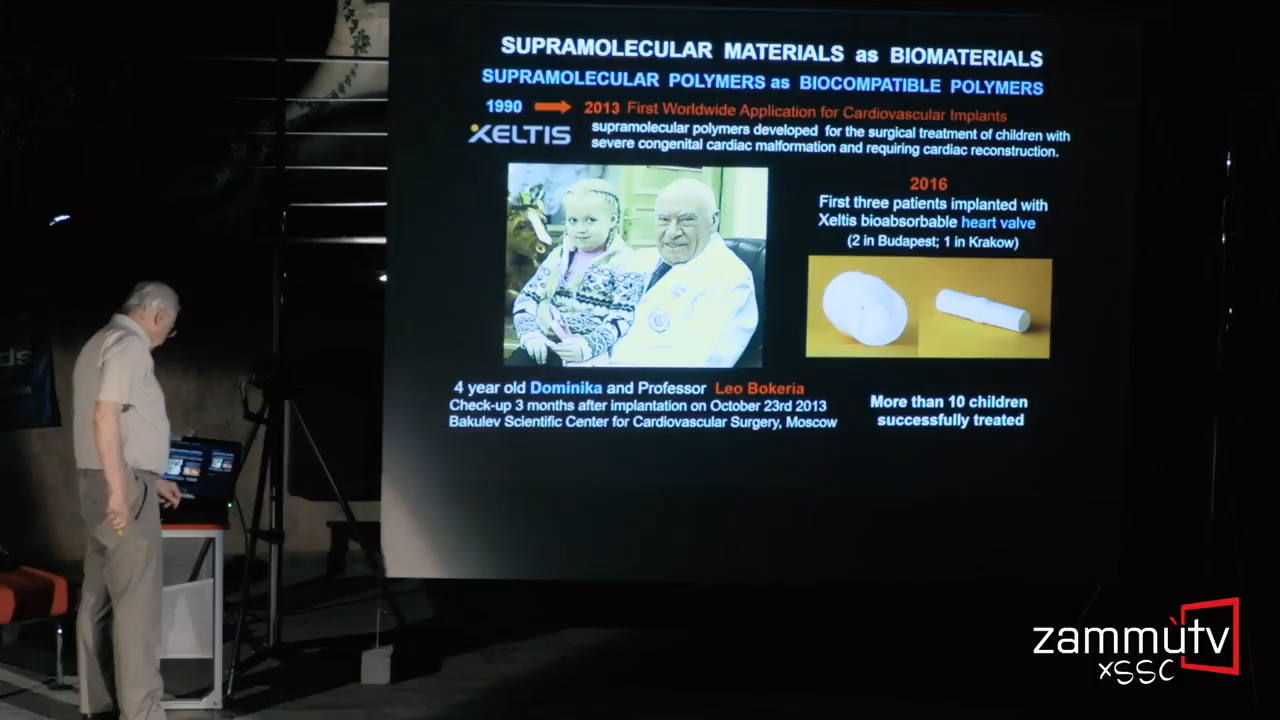 SUPRAMOLECULAR MATERIALS as BIOMATERIALS
SUPRAMOLECULAR POLYMERS as BIOCOMPATIBLE POLYMERS
1990 2013 First Worldwide Application for Cardiovascular Implants
XELTIS
supramolecular polymers developed for the surgical treatment of children with
severe congenital cardiac malformation and requiring cardiac reconstruction.
2016
First three patients implanted with
Xeltis bioabsorbable heart valve
(2 in Budapest; 1 in Krakow)
4 year old Dominika and Professor Leo Bokeria
Check-up 3 months after implantation on October 23rd 2013
Bakulev Scientific Center for Cardiovascular Surgery, Moscow
More than 10 children
successfully treated
ds
zammùtv
xSSC